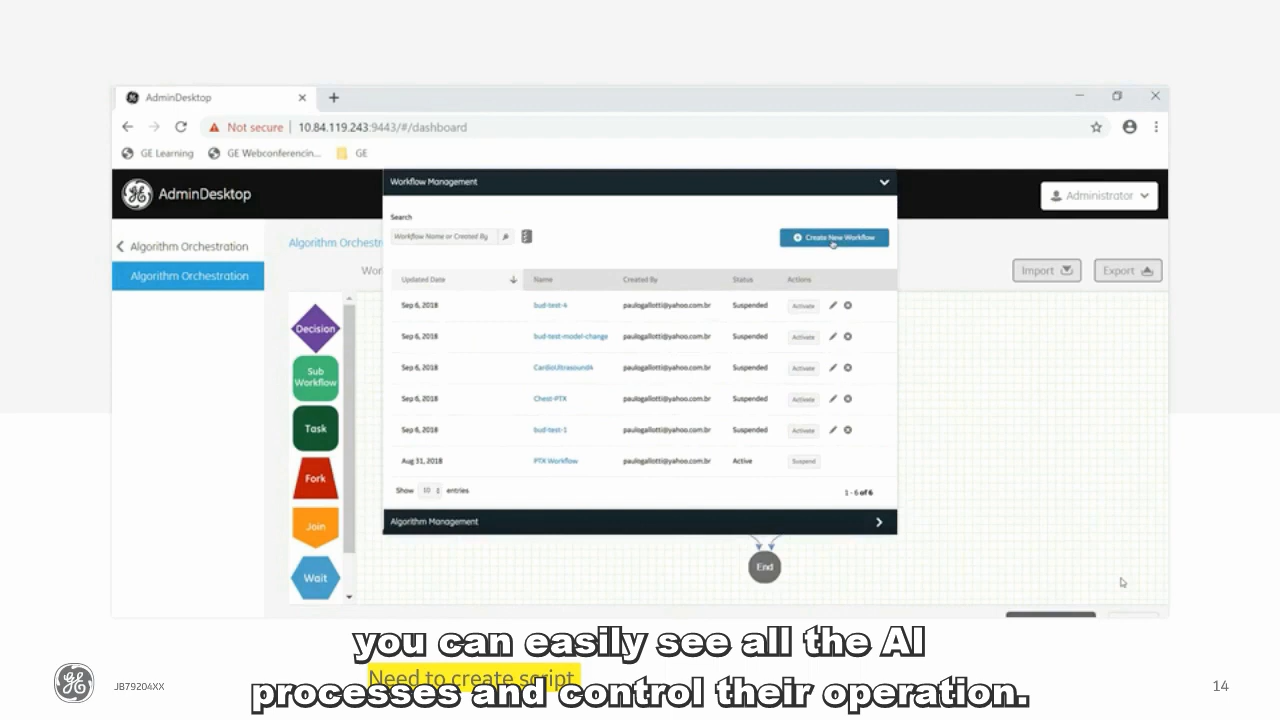 AdminDesktop
Not secure | 10.84.119.243:9443/#/dashboard
GE Learning GE Webconferencin... GE
AdminDesktop
Workflow Management
Administrator
Algorithm Orchestration
Algorithm Orchestration
Algorithm Orchestr
Search
Workflow Name or Created By
Create New Workflow
Wor
Import
Export
Updated Date Name Created By Status Actions
Sep 6, 2018 bud-test-4 paulogallotti@yahoo.com.br Suspended Activate
Sep 6, 2018 bud-test-model-change paulogallotti@yahoo.com.br Suspended Activate
Sep 6, 2018 CardioUltrasound4 paulogallotti@yahoo.com.br Suspended Activate
Sep 6, 2018 Chest-PTX paulogallotti@yahoo.com.br Suspended Activate
Sep 6, 2018 bud-test-1 paulogallotti@yahoo.com.br Suspended Activate
Aug 31, 2018 PTX Workflow paulogallotti@yahoo.com.br Active Suspend
Show 10 entries
1 - 6 of 6
Algorithm Management
Decision
Sub
Workflow
Task
Fork
Join
Wait
End
you can easily see all the AI
Need to create script
processes and control their operation.
JB79204XX
14